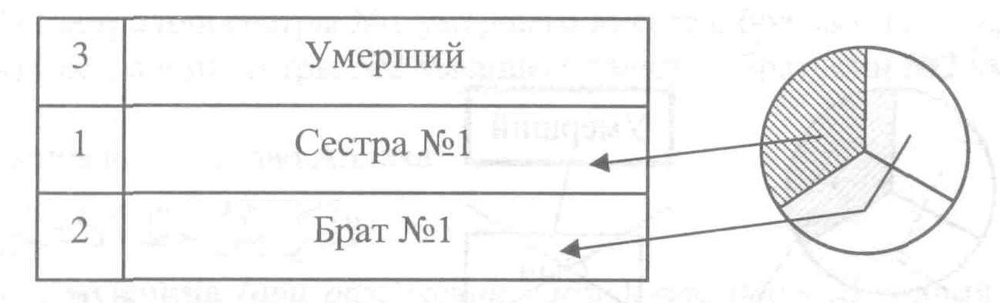 3 Умерший
1 Сестра №1
2 Брат №1